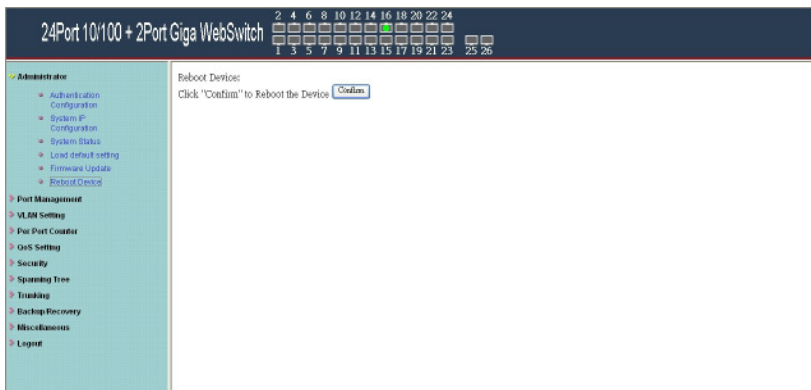 24Port 10/100 + 2Port Giga WebSwitch
2 4 6 8 10 12 14 16 18 20 22 24
1 3 5 7 9 11 13 15 17 19 21 23 25 26
Administrator
Authentication
Configuration
System IP
Configuration
System Status
Load default setting
Firmware Update
Reboot Device
Port Management
VLAN Setting
Per Port Counter
QoS Setting
Security
Spanning Tree
Trunking
Backup Recovery
Miscellaneous
Logout
Reboot Device:
Click "Confirm" to Reboot the Device Confirm